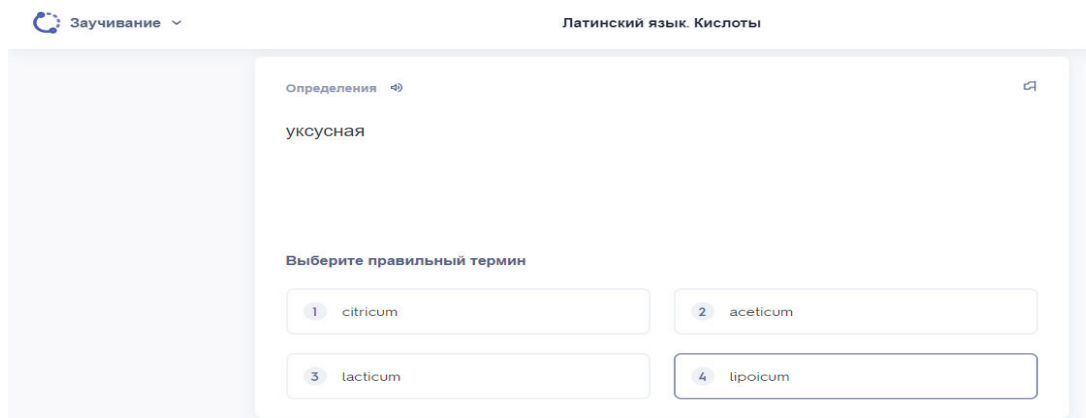 Заучивание
Латинский язык. Кислоты
Определения
уксусная
Выберите правильный термин
1 citricum
2 aceticum
3 lacticum
4 lipoicum